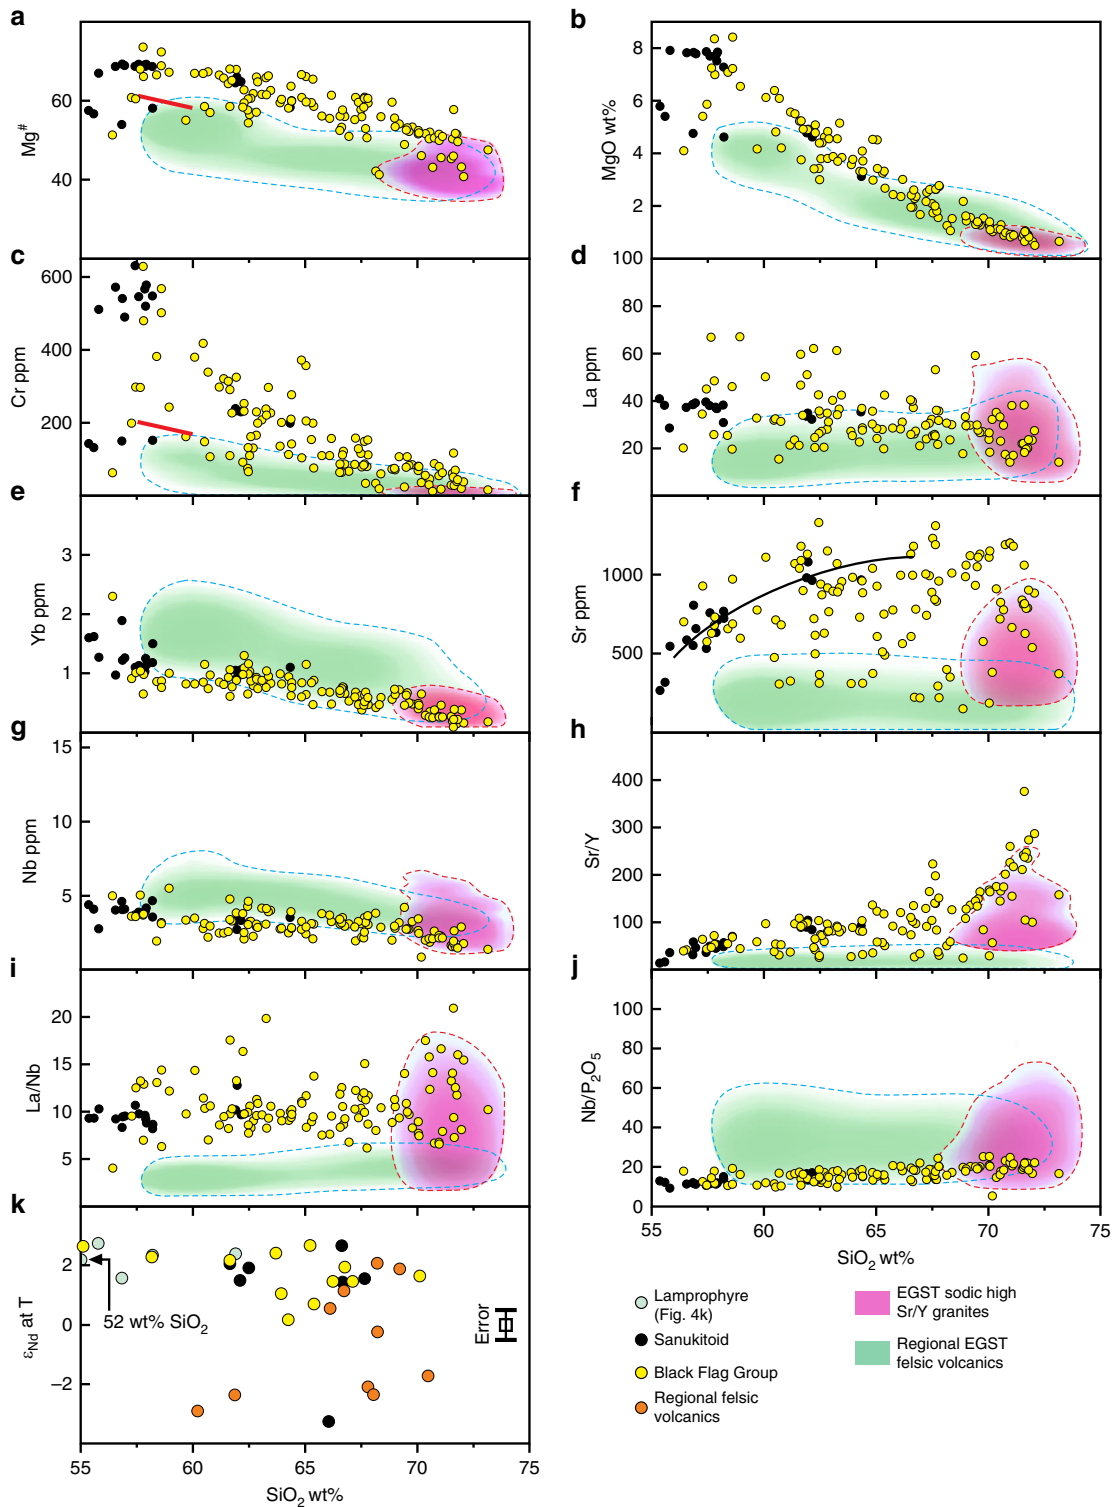 a
b
60
40
Mg#
8
6
4
2
100
MgO wt%
c
d
600
400
200
Cr ppm
80
60
40
20
La ppm
e
f
3
2
1
Yb ppm
1000
500
Sr ppm
g
h
15
10
5
Nb ppm
400
300
200
100
Sr/Y
i
j
20
15
10
5
La/Nb
100
80
60
40
20
0
Nb/P2O5
55 60 65 70 75
SiO2 wt%
k
2
0
−2
εNd at T
52 wt% SiO2
Error
55 60 65 70 75
SiO2 wt%
Lamprophyre
(Fig. 4k)
Sanukitoid
Black Flag Group
Regional felsic
volcanics
EGST sodic high
Sr/Y granites
Regional EGST
felsic volcanics